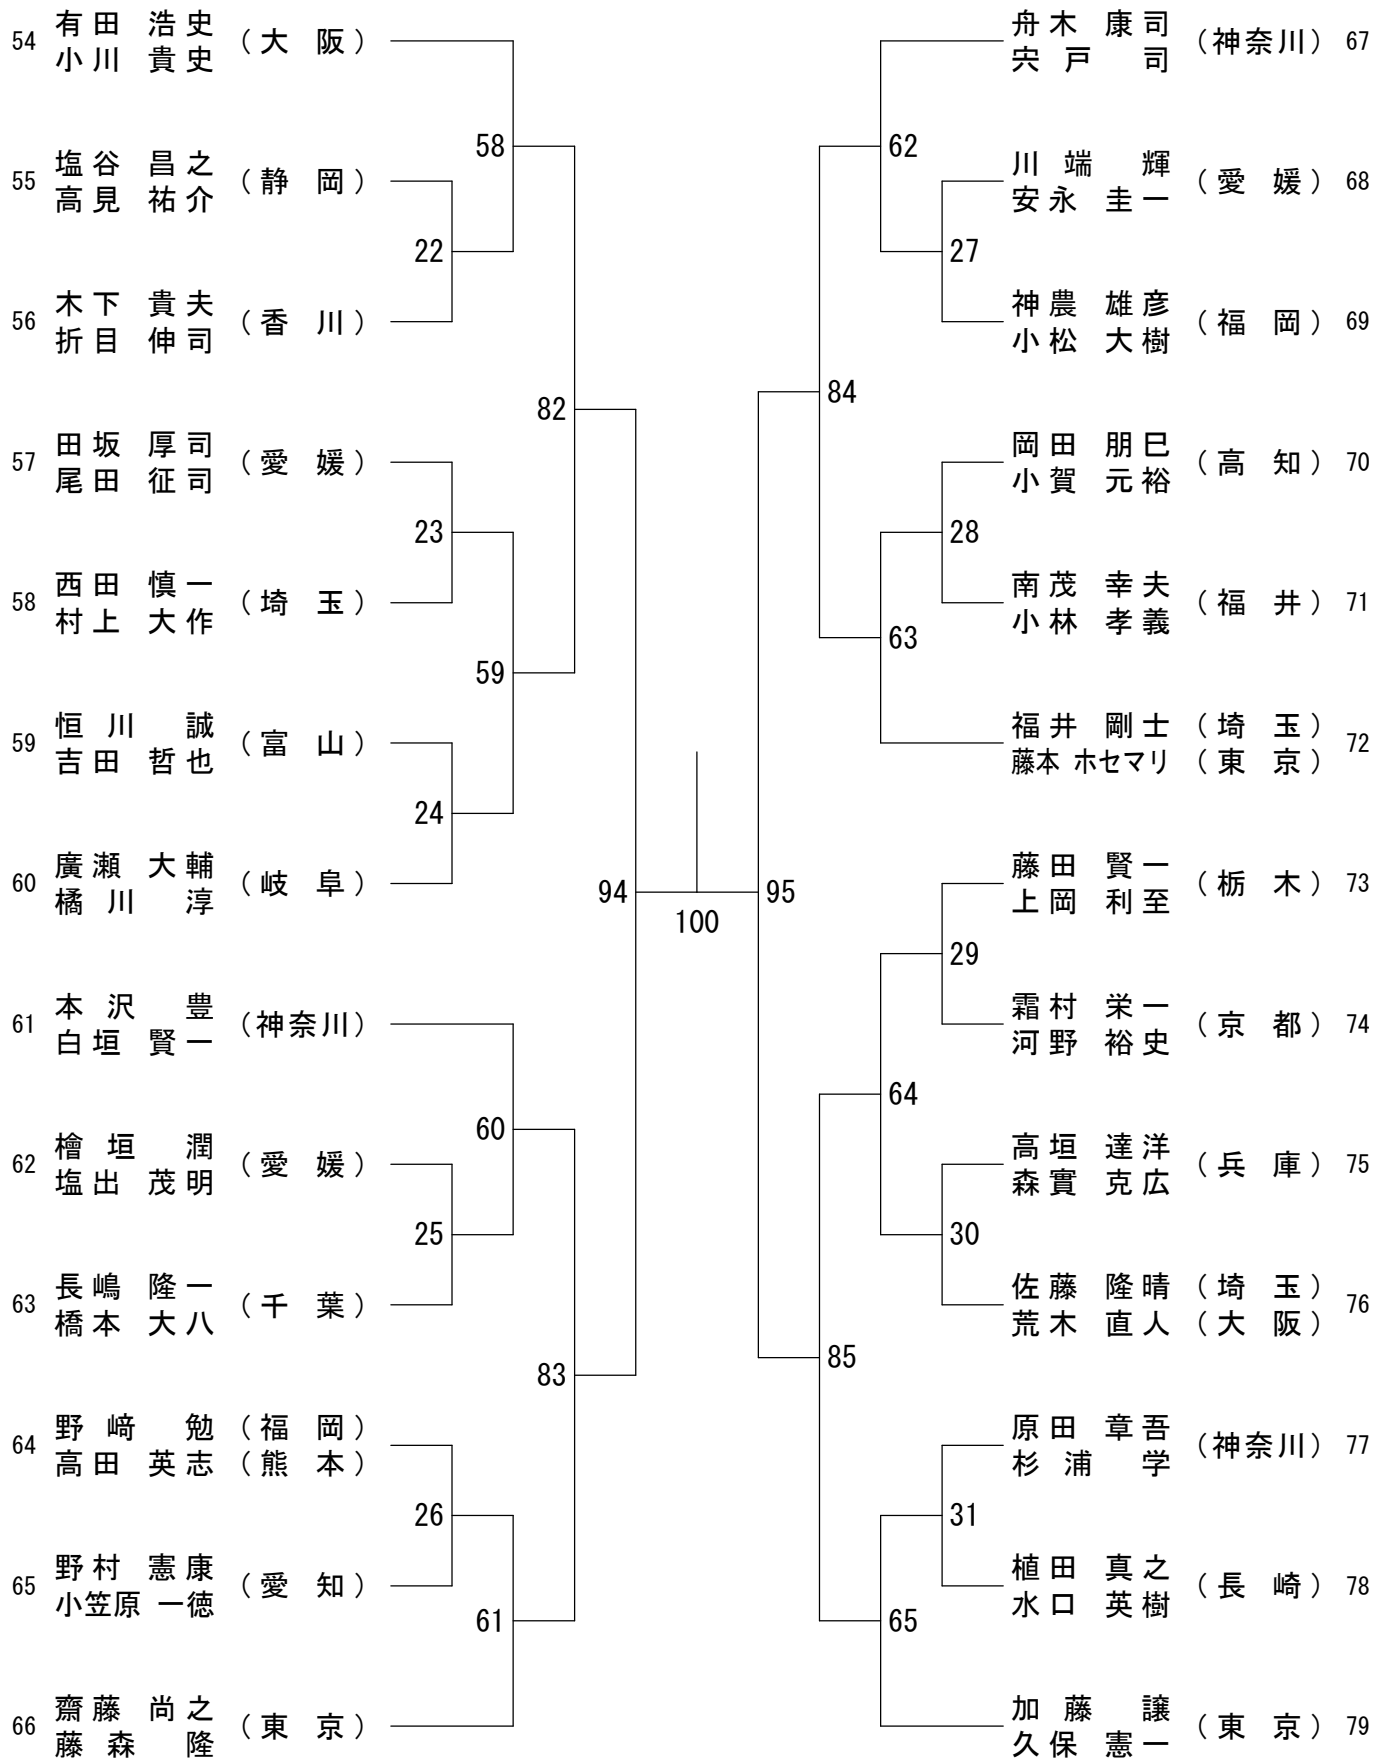 54 有田 浩史 (大 阪)
小川 貴史
55 塩谷 昌之 (静 岡)
高見 祐介
56 木下 貴夫 (香 川)
折目 伸司
57 田坂 厚司 (愛 媛)
尾田 征司
58 西田 慎一 (埼 玉)
村上 大作
59 恒川 誠 (富 山)
吉田 哲也
60 廣瀬 大輔 (岐 阜)
橘川 淳
61 本沢 豊 (神奈川)
白垣 賢一
62 檜垣 潤 (愛 媛)
塩出 茂明
63 長嶋 隆一 (千 葉)
橋本 大八
64 野﨑 勉 (福 岡)
高田 英志 (熊 本)
65 野村 憲康 (愛 知)
小笠原 一徳
66 齋藤 尚之 (東 京)
藤森 隆
58
22
82
23
59
24
94
60
25
83
26
61
100
95
62
27
84
28
63
29
64
30
85
31
65
舟木 康司 (神奈川) 67
宍戸 司
川端 輝 (愛 媛) 68
安永 圭一
神農 雄彦 (福 岡) 69
小松 大樹
岡田 朋巳 (高 知) 70
小賀 元裕
南茂 幸夫 (福 井) 71
小林 孝義
福井 剛士 (埼 玉) 72
藤本 ホセマリ (東 京)
藤田 賢一 (栃 木) 73
上岡 利至
霜村 栄一 (京 都) 74
河野 裕史
高垣 達洋 (兵 庫) 75
森實 克広
佐藤 隆晴 (埼 玉) 76
荒木 直人 (大 阪)
原田 章吾 (神奈川) 77
杉浦 学
植田 真之 (長 崎) 78
水口 英樹
加藤 譲 (東 京) 79
久保 憲一